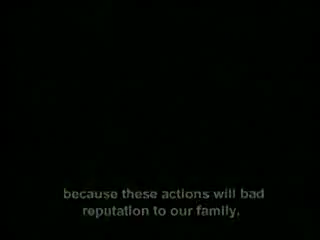 because these actions will bad
reputation to our family.